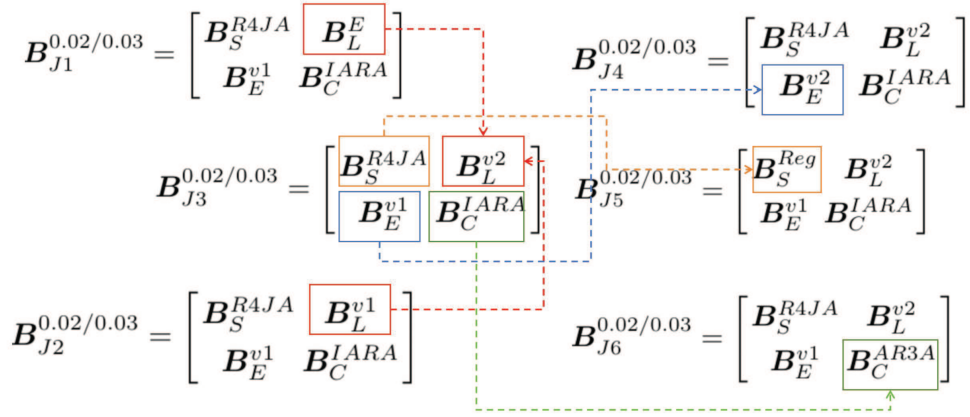 B_{J1}^{0.02/0.03} = [ B_S^{R4JA} B_L^{E}
B_E^{v1} B_C^{IARA} ]
B_{J4}^{0.02/0.03} = [ B_S^{R4JA} B_L^{v2}
B_E^{v2} B_C^{IARA} ]
B_{J3}^{0.02/0.03} = [ B_S^{R4JA} B_L^{v2}
B_E^{v1} B_C^{IARA} ]
B_{J5}^{0.02/0.03} = [ B_S^{Reg} B_L^{v2}
B_E^{v1} B_C^{IARA} ]
B_{J2}^{0.02/0.03} = [ B_S^{R4JA} B_L^{v1}
B_E^{v1} B_C^{IARA} ]
B_{J6}^{0.02/0.03} = [ B_S^{R4JA} B_L^{v2}
B_E^{v1} B_C^{AR3A} ]